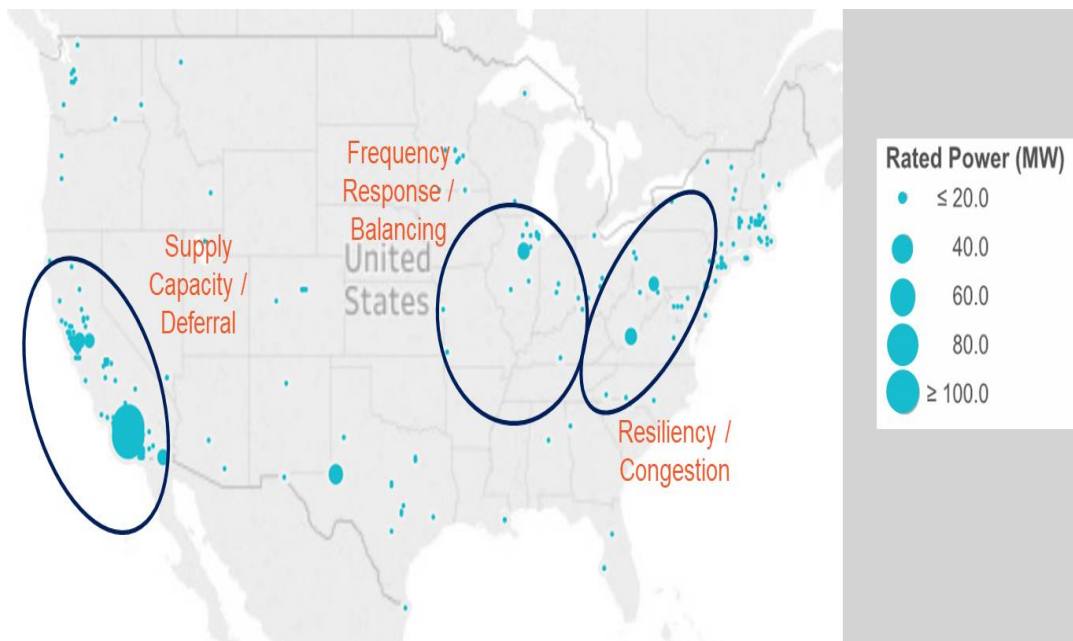 Frequency
Response /
Balancing
Supply
Capacity /
Deferral
United
States
Resiliency /
Congestion
Rated Power (MW)
≤ 20.0
40.0
60.0
80.0
≥ 100.0